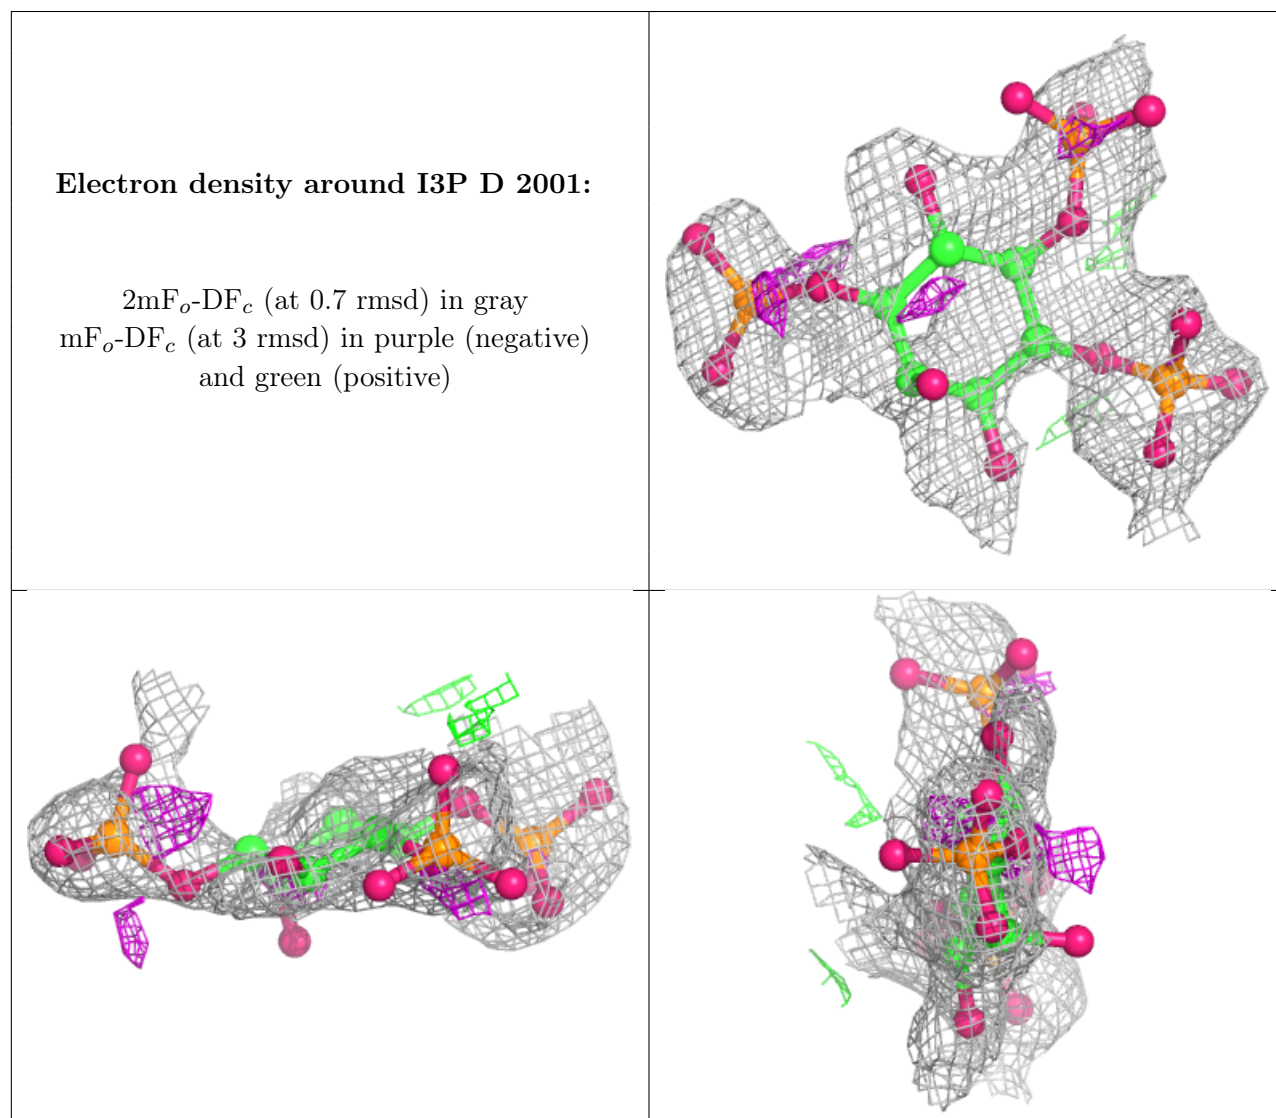 Electron density around I3P D 2001:
2mFo-DFc (at 0.7 rmsd) in gray
mFo-DFc (at 3 rmsd) in purple (negative)
and green (positive)